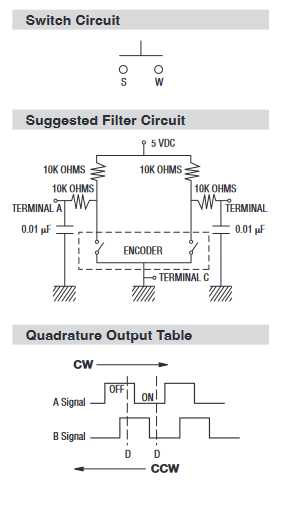 Switch Circuit
S W
Suggested Filter Circuit
5 VDC
10K OHMS 10K OHMS
10K OHMS 10K OHMS
TERMINAL A TERMINAL
0.01 µF 0.01 µF
ENCODER
TERMINAL C
Quadrature Output Table
CW
OFF
A Signal ON
B Signal
D D
CCW